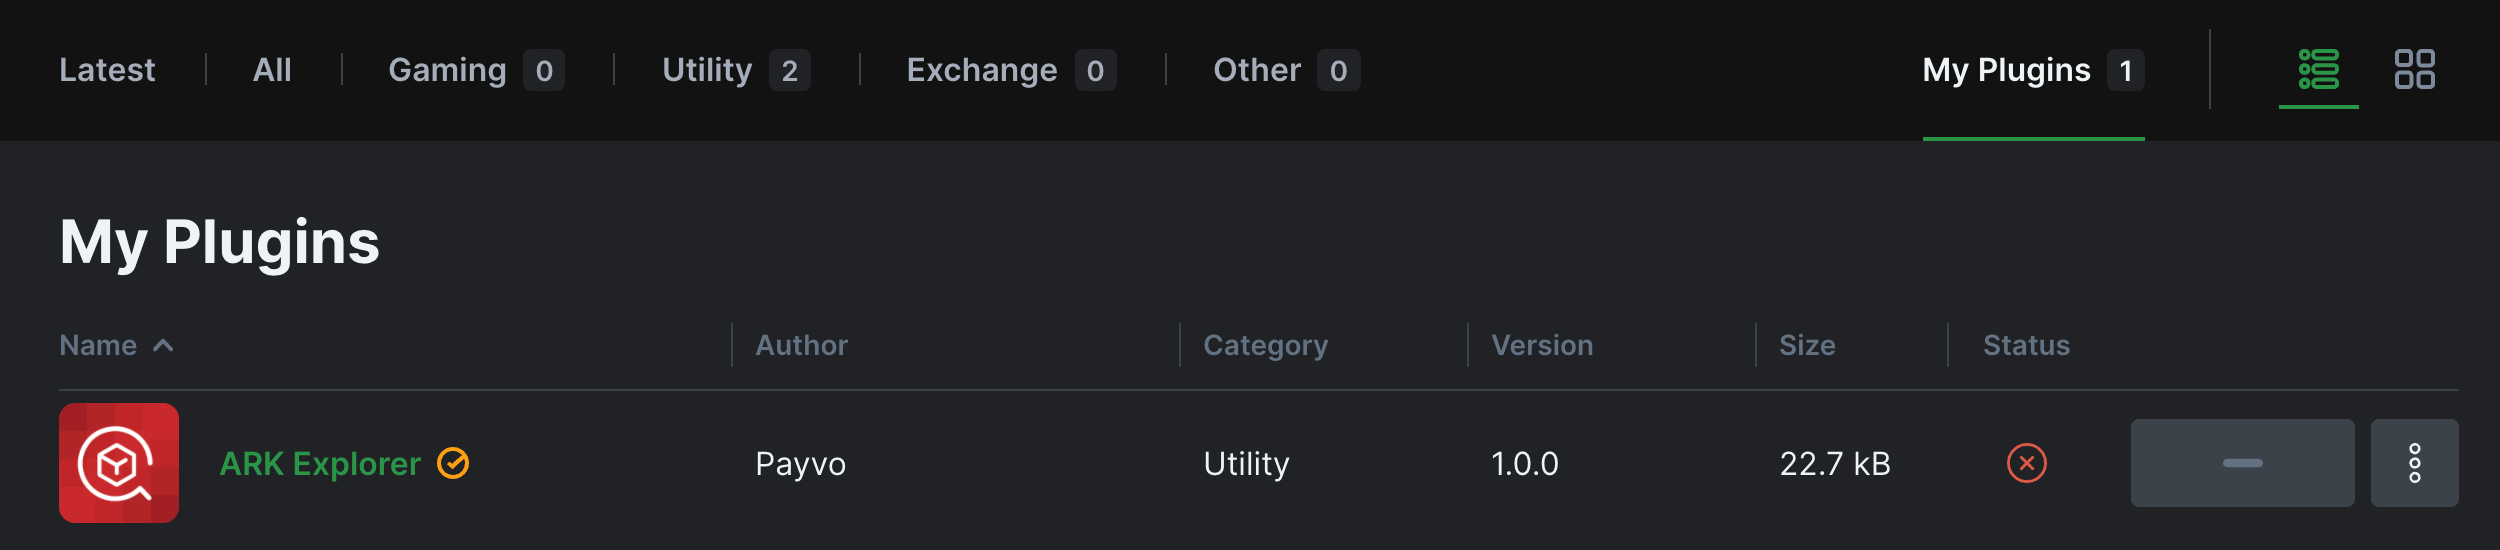 Latest All Gaming 0 Utility 2 Exchange 0 Other 0 My Plugins 1
My Plugins
Name Author Category Version Size Status
ARK Explorer Payvo Utility 1.0.0 22.7 kB